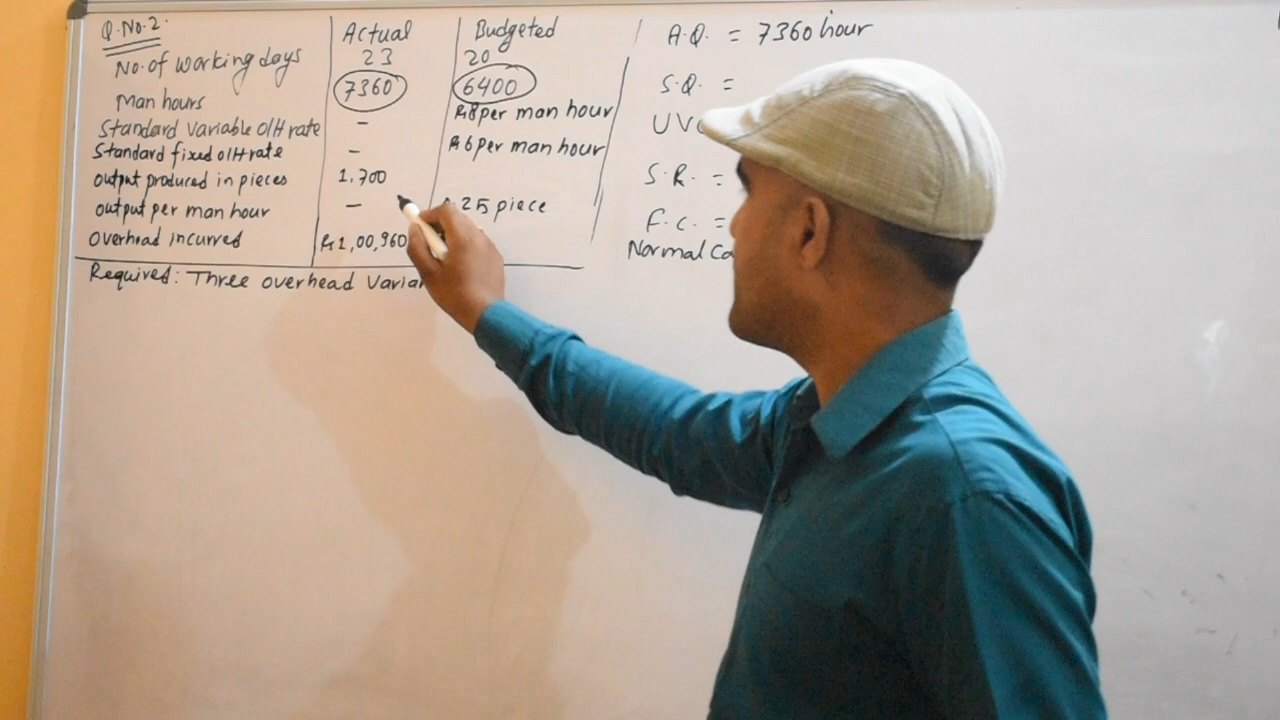 Q.No.2. Actual Budgeted
No. of working days 23 20
Man hours 7360 6400
Standard variable O/H rate - Rs 8 per man hour
Standard fixed O/H rate - Rs 6 per man hour
output produced in pieces 1.700
output per man hour - .25 piece
Overhead incurred Rs 1,00,960
Required: Three overhead
A.Q. = 7360 hour
S.Q. =
S.R. =
F.C. =
Normal